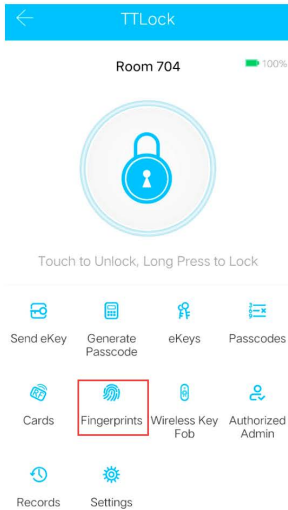 TTLock
Room 704
100%
Touch to Unlock, Long Press to Lock
Send eKey
Generate
Passcode
eKeys
Passcodes
Cards
Fingerprints
Wireless Key
Fob
Authorized
Admin
Records
Settings